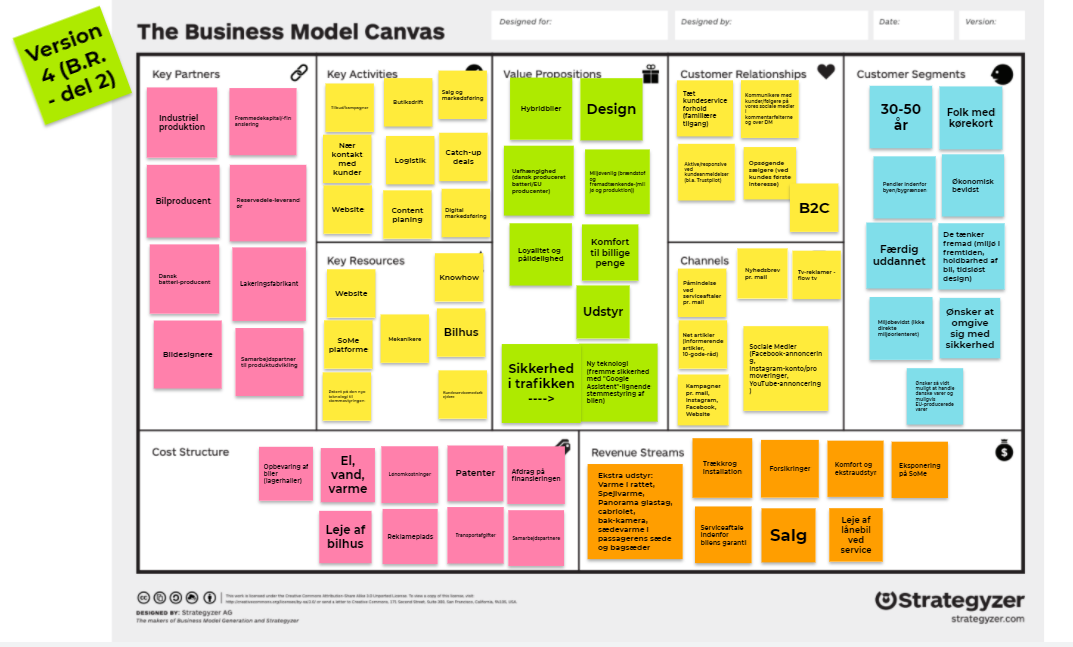 Version
4 (B.R.
- del 2)
The Business Model Canvas
Designed for:
Designed by:
Date:
Version:
Key Partners
Industriel
produktion
Fremmedekapital(-fin
ansiering
Bilproducent
Reservedele-leverand
ør
Dansk
batteri-producent
Lakeringsfabrikant
Bildesignere
Samarbejdspartner
til produktudvikling
Key Activities
Tilbud/kampagner
Butiksdrift
Salg og
markedsføring
Nær
kontakt
med
kunder
Logistik
Catch-up
deals
Website
Content
planing
Digital
markedsføring
Key Resources
Website
Knowhow
SoMe
platforme
Mekanikere
Bilhus
Patent på den nye
teknologi til
stemmestyringen
Value Propositions
Hybridbiler
Design
Uafhængighed
(dansk produceret
batteri/EU
producenter)
Miljøvenlig (brændstof
og
fremadtænkende-(mil
jø og produktion))
Loyalitet og
pålidelighed
Komfort
til billige
penge
Udstyr
Sikkerhed
i trafikken
---->
Ny teknologi
(fremme sikkerhed
med "Google
Assistent"-lignende
stemmestyring af
bilen)
Customer Relationships
Tæt
kundeservice
forhold
(familiære
tilgang)
Kommunikere med
kunder/følgere på
vores sociale medier
-
kommentarfelterne
og over DM
Aktive/responsive
ved
kundeanmeldelser
(bl.a. Trustpilot)
Opsøgende
sælgere (ved
kundes første
interesse)
B2C
Channels
Påmindelse
ved
serviceaftaler
pr. mail
Nyhedsbrev
pr. mail
Tv-reklamer -
flow tv
Net artikler
(informerende
artikler,
10-gode-råd)
Sociale Medier
(Facebook-annoncerin
g,
Instagram-konto/pro
moveringer,
YouTube-annoncering
)
Kampagner
pr. mail,
Instagram,
Facebook,
Website
Customer Segments
30-50
år
Folk med
kørekort
Pendler indenfor
byen/bygrænsen
Økonomisk
bevidst
Færdig
uddannet
De tænker
fremad (miljø i
fremtiden,
holdbarhed af
bil, tidsløst
design)
Miljøbevidst (ikke
direkte
miljøorienteret)
Ønsker at
omgive
sig med
sikkerhed
Ønsker så vidt
muligt at handle
danske varer og
muligvis
EU-producerede
varer
Cost Structure
Opbevaring af
biler
(lagerhaller)
El,
vand,
varme
Lønomkostninger
Patenter
Afdrag på
finansieringen
Leje af
bilhus
Reklameplads
Transportafgifter
Samarbejdspartnere
Revenue Streams
Ekstra udstyr:
Varme i rattet,
Spejlvarme,
Panorama glastag,
cabriolet,
bak-kamera,
sædevarme i
passagerens sæde
og bagsæder
Trækkrog
installation
Forsikringer
Komfort og
ekstraudstyr
Eksponering
på SoMe
Serviceaftale
indenfor
bilens garanti
Salg
Leje af
lånebil
ved
service
This work is licensed under the Creative Commons Attribution-Share Alike 3.0 Unported License. To view a copy of this license, visit:
http://creativecommons.org/licenses/by-sa/3.0/ or send a letter to Creative Commons, 171 Second Street, Suite 300, San Francisco, California, 94105, USA.
DESIGNED BY: Strategyzer AG
The makers of Business Model Generation and Strategyzer
Strategyzer
strategyzer.com